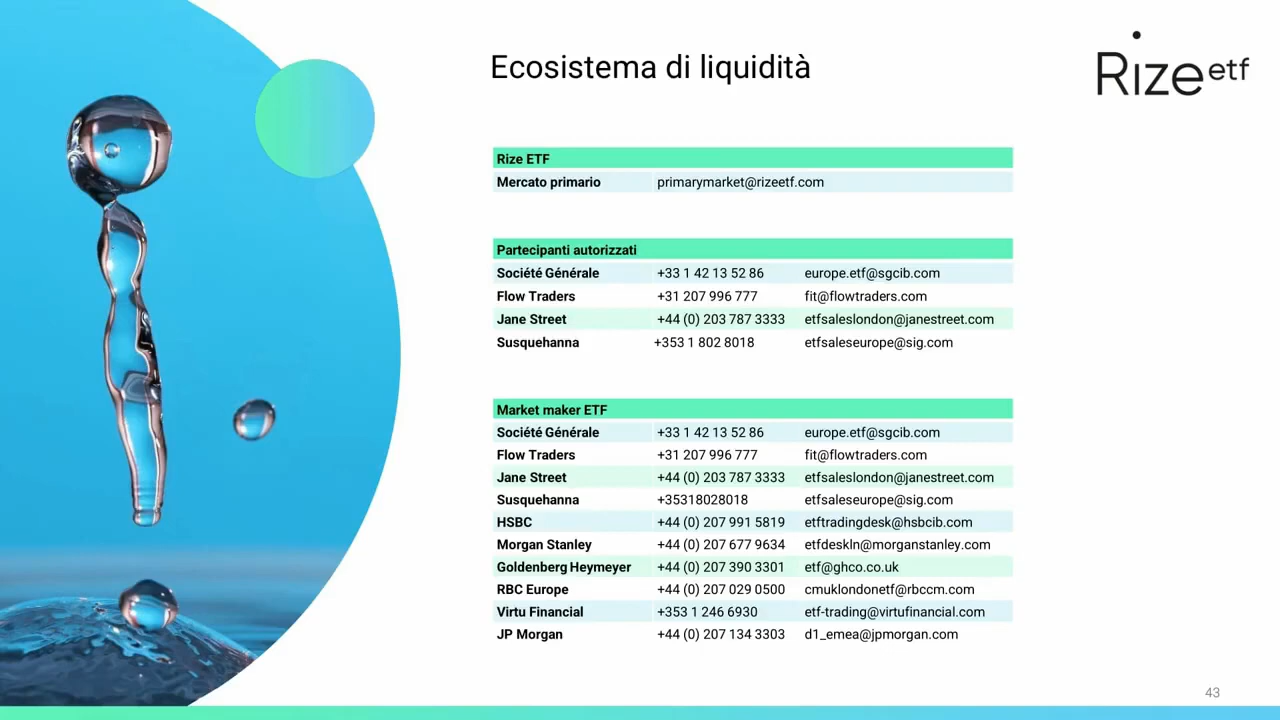 Ecosistema di liquidità
Rize etf
Rize ETF
Mercato primario primarymarket@rizeetf.com
Partecipanti autorizzati
Société Générale +33 1 42 13 52 86 europe.etf@sgcib.com
Flow Traders +31 207 996 777 fit@flowtraders.com
Jane Street +44 (0) 203 787 3333 etfsaleslondon@janestreet.com
Susquehanna +353 1 802 8018 etfsaleseurope@sig.com
Market maker ETF
Société Générale +33 1 42 13 52 86 europe.etf@sgcib.com
Flow Traders +31 207 996 777 fit@flowtraders.com
Jane Street +44 (0) 203 787 3333 etfsaleslondon@janestreet.com
Susquehanna +35318028018 etfsaleseurope@sig.com
HSBC +44 (0) 207 991 5819 etftradingdesk@hsbcib.com
Morgan Stanley +44 (0) 207 677 9634 etfdeskln@morganstanley.com
Goldenberg Heymeyer +44 (0) 207 390 3301 etf@ghco.co.uk
RBC Europe +44 (0) 207 029 0500 cmuklondonetf@rbccm.com
Virtu Financial +353 1 246 6930 etf-trading@virtufinancial.com
JP Morgan +44 (0) 207 134 3303 d1_emea@jpmorgan.com
43